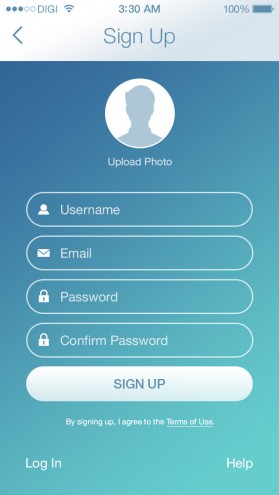 DIGI 3:30 AM 100%
Sign Up
Upload Photo
Username
Email
Password
Confirm Password
SIGN UP
By signing up, I agree to the Terms of Use.
Log In Help